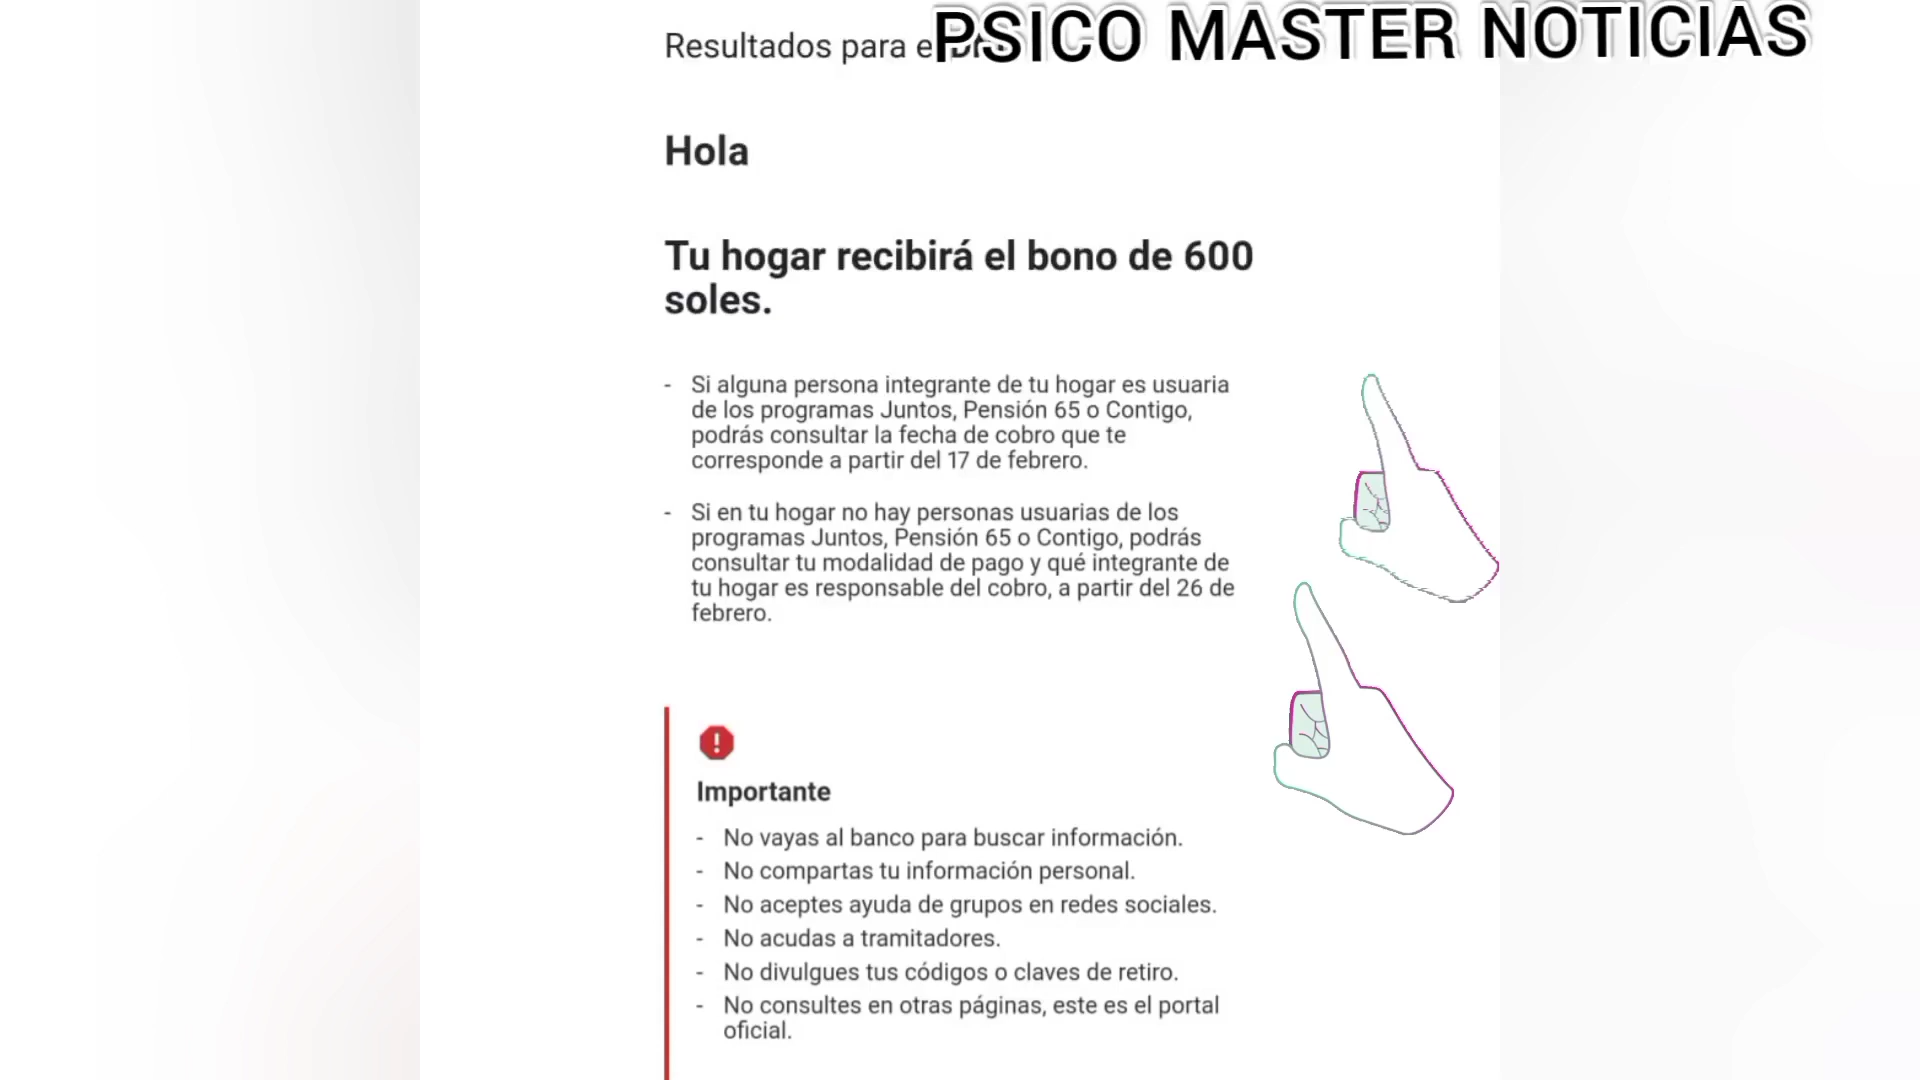 PSICO MASTER NOTICIAS
Resultados para e
Hola
Tu hogar recibirá el bono de 600
soles.
- Si alguna persona integrante de tu hogar es usuaria
de los programas Juntos, Pensión 65 o Contigo,
podrás consultar la fecha de cobro que te
corresponde a partir del 17 de febrero.
- Si en tu hogar no hay personas usuarias de los
programas Juntos, Pensión 65 o Contigo, podrás
consultar tu modalidad de pago y qué integrante de
tu hogar es responsable del cobro, a partir del 26 de
febrero.
Importante
- No vayas al banco para buscar información.
- No compartas tu información personal.
- No aceptes ayuda de grupos en redes sociales.
- No acudas a tramitadores.
- No divulgues tus códigos o claves de retiro.
- No consultes en otras páginas, este es el portal
oficial.